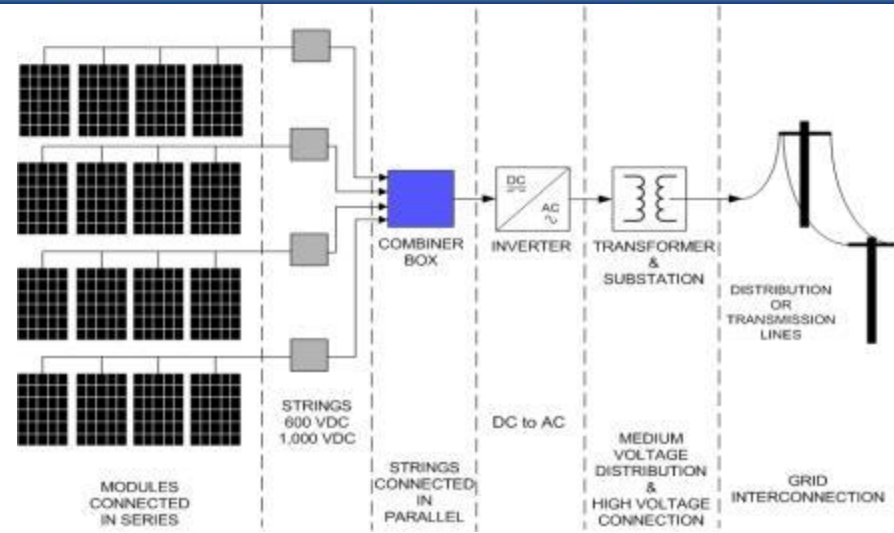 COMBINER
BOX
DC
AC
INVERTER
TRANSFORMER
&
SUBSTATION
DISTRIBUTION
OR
TRANSMISSION
LINES
MODULES
CONNECTED
IN SERIES
STRINGS
600 VDC
1,000 VDC
STRINGS
CONNECTED
IN
PARALLEL
DC to AC
MEDIUM
VOLTAGE
DISTRIBUTION
&
HIGH VOLTAGE
CONNECTION
GRID
INTERCONNECTION